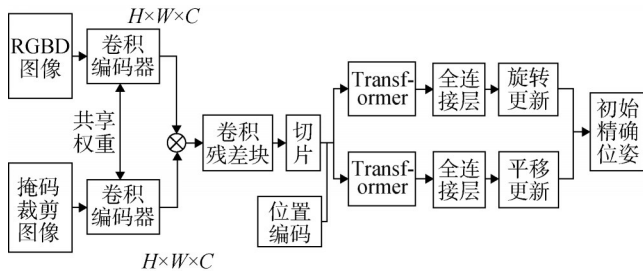 H×W×C
RGBD
图像
卷积
编码器
共享
权重
掩码
裁剪
图像
卷积
编码器
H×W×C
卷积
残差块
切
片
位置
编码
Transf-
ormer
全连
接层
旋转
更新
Transf-
ormer
全连
接层
平移
更新
初始
精确
位姿